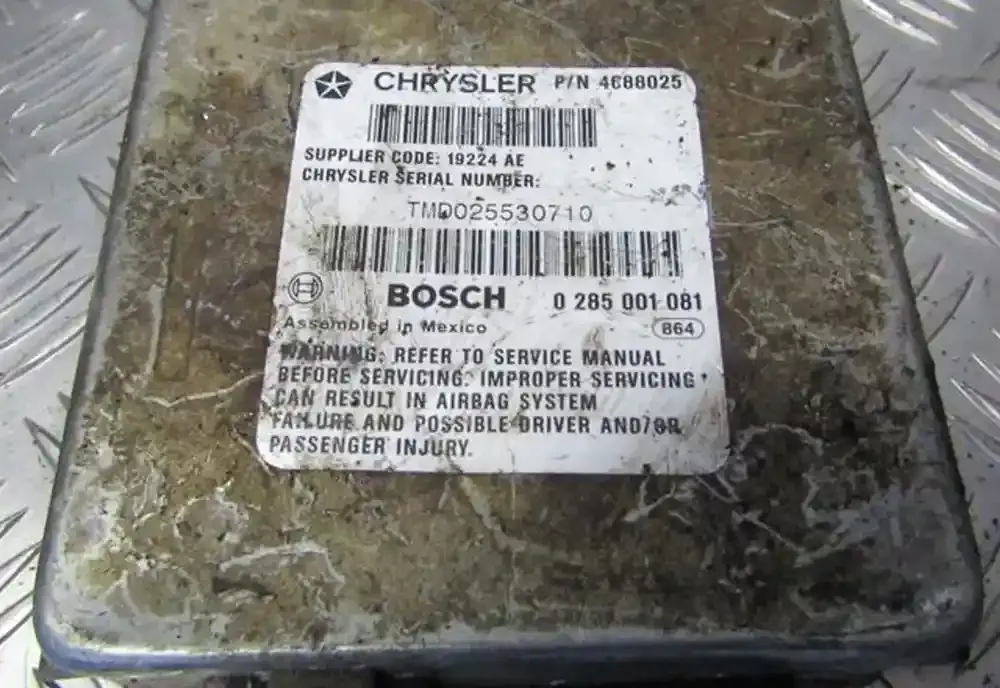 CHRYSLER P/N 4688025
SUPPLIER CODE: 19224 AE
CHRYSLER SERIAL NUMBER:
TMD025530710
BOSCH 0 285 001 081
Assembled in Mexico 864
WARNING: REFER TO SERVICE MANUAL
BEFORE SERVICING. IMPROPER SERVICING
CAN RESULT IN AIRBAG SYSTEM
FAILURE AND POSSIBLE DRIVER AND/OR
PASSENGER INJURY.